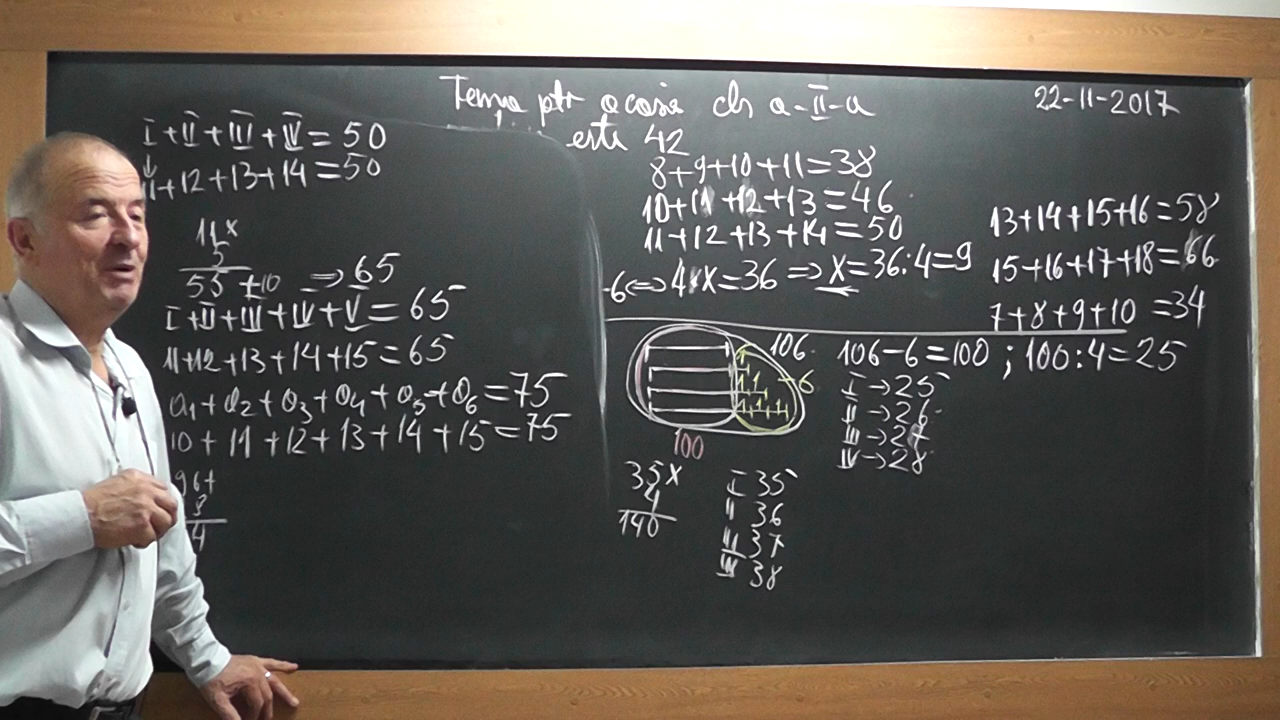 Tema ptr acasă cls a-II-a
este 42
22-11-2017
I+II+III+IV=50
11+12+13+14=50
11x
5
55+10 ⇒65
I+II+III+IV+V=65
11+12+13+14+15=65
a1+a2+a3+a4+a5+a6=75
10+11+12+13+14+15=75
96+
3
4
8+9+10+11=38
10+11+12+13=46
11+12+13+14=50
-6⇔4·x=36⇒x=36:4=9
13+14+15+16=58
15+16+17+18=66
7+8+9+10=34
106
-6
100
106-6=100 ; 100:4=25
I→25
II→26
III→27
IV→28
35x
4
140
I 35
II 36
III 37
IV 38